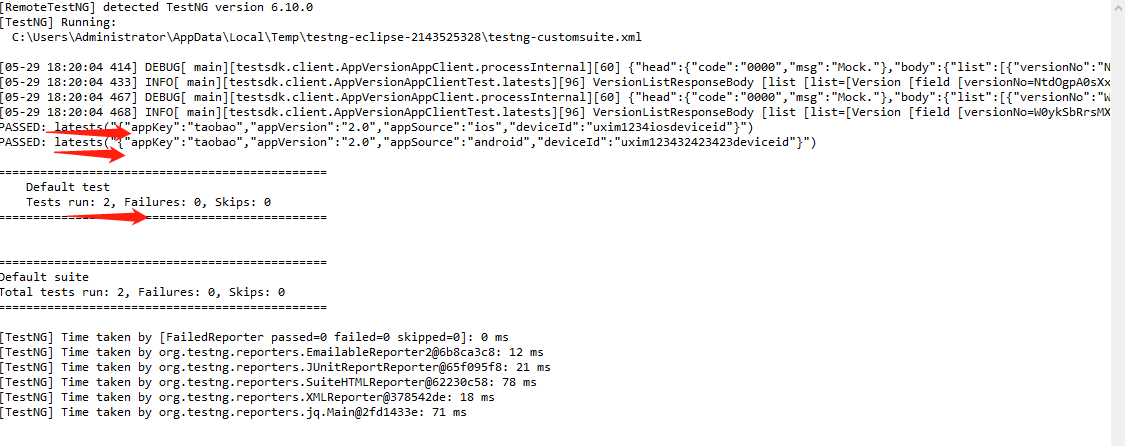 [RemoteTestNG] detected TestNG version 6.10.0
[TestNG] Running:
C:\Users\Administrator\AppData\Local\Temp\testng-eclipse-2143525328\testng-customsuite.xml
[05-29 18:20:04 414] DEBUG[ main][testsdk.client.AppVersionAppClient.processInternal][60] {"head":{"code":"0000","msg":"Mock."},"body":{"list":[{"versionNo":"N
[05-29 18:20:04 433] INFO[ main][testsdk.client.AppVersionAppClientTest.latests][96] VersionListResponseBody [list [list=[Version [field [versionNo=NtdOgpA0sXx
[05-29 18:20:04 467] DEBUG[ main][testsdk.client.AppVersionAppClient.processInternal][60] {"head":{"code":"0000","msg":"Mock."},"body":{"list":[{"versionNo":"W
[05-29 18:20:04 468] INFO[ main][testsdk.client.AppVersionAppClientTest.latests][96] VersionListResponseBody [list [list=[Version [field [versionNo=W0ykSbRrsMX
PASSED: latests("{"appKey":"taobao","appVersion":"2.0","appSource":"ios","deviceId":"uxim1234iosdeviceid"}")
PASSED: latests("{"appKey":"taobao","appVersion":"2.0","appSource":"android","deviceId":"uxim123432423423deviceid"}")
===============================================
Default test
Tests run: 2, Failures: 0, Skips: 0
===============================================
===============================================
Default suite
Total tests run: 2, Failures: 0, Skips: 0
===============================================
[TestNG] Time taken by [FailedReporter passed=0 failed=0 skipped=0]: 0 ms
[TestNG] Time taken by org.testng.reporters.EmailableReporter2@6b8ca3c8: 12 ms
[TestNG] Time taken by org.testng.reporters.JUnitReportReporter@65f095f8: 21 ms
[TestNG] Time taken by org.testng.reporters.SuiteHTMLReporter@62230c58: 78 ms
[TestNG] Time taken by org.testng.reporters.XMLReporter@378542de: 18 ms
[TestNG] Time taken by org.testng.reporters.jq.Main@2fd1433e: 71 ms